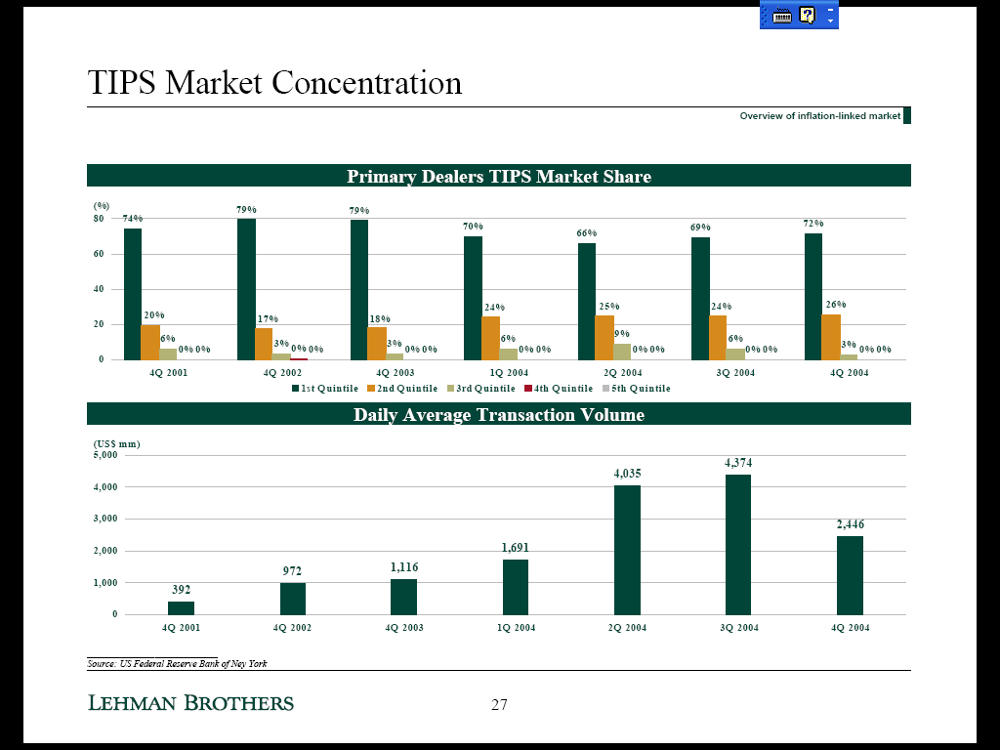 TIPS Market Concentration
Overview of inflation-linked market
Primary Dealers TIPS Market Share
(%)
80
60
40
20
0
74% 20% 6% 0% 0%
79% 17% 3% 0% 0%
79% 18% 3% 0% 0%
70% 24% 6% 0% 0%
66% 25% 9% 0% 0%
69% 24% 6% 0% 0%
72% 26% 3% 0% 0%
4Q 2001 4Q 2002 4Q 2003 1Q 2004 2Q 2004 3Q 2004 4Q 2004
1st Quintile 2nd Quintile 3rd Quintile 4th Quintile 5th Quintile
Daily Average Transaction Volume
(US$ mm)
5,000
4,000
3,000
2,000
1,000
0
392 972 1,116 1,691 4,035 4,374 2,446
4Q 2001 4Q 2002 4Q 2003 1Q 2004 2Q 2004 3Q 2004 4Q 2004
Source: US Federal Reserve Bank of Ney York
LEHMAN BROTHERS
27